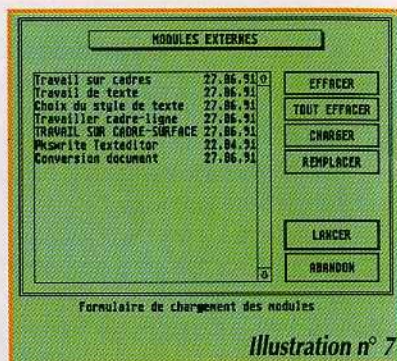 MODULES EXTERNES
Travail sur cadres 27.06.91
Travail de texte 27.06.91
Choix du style de texte 27.06.91
Travailler cadre-ligne 27.06.91
TRAVAIL SUR CADRE-SURFACE 27.06.91
Pkswrite Texteditor 22.04.91
Conversion document 27.06.91
EFFACER
TOUT EFFACER
CHARGER
REMPLACER
LANCER
ABANDON
Formulaire de chargement des modules
Illustration n° 7